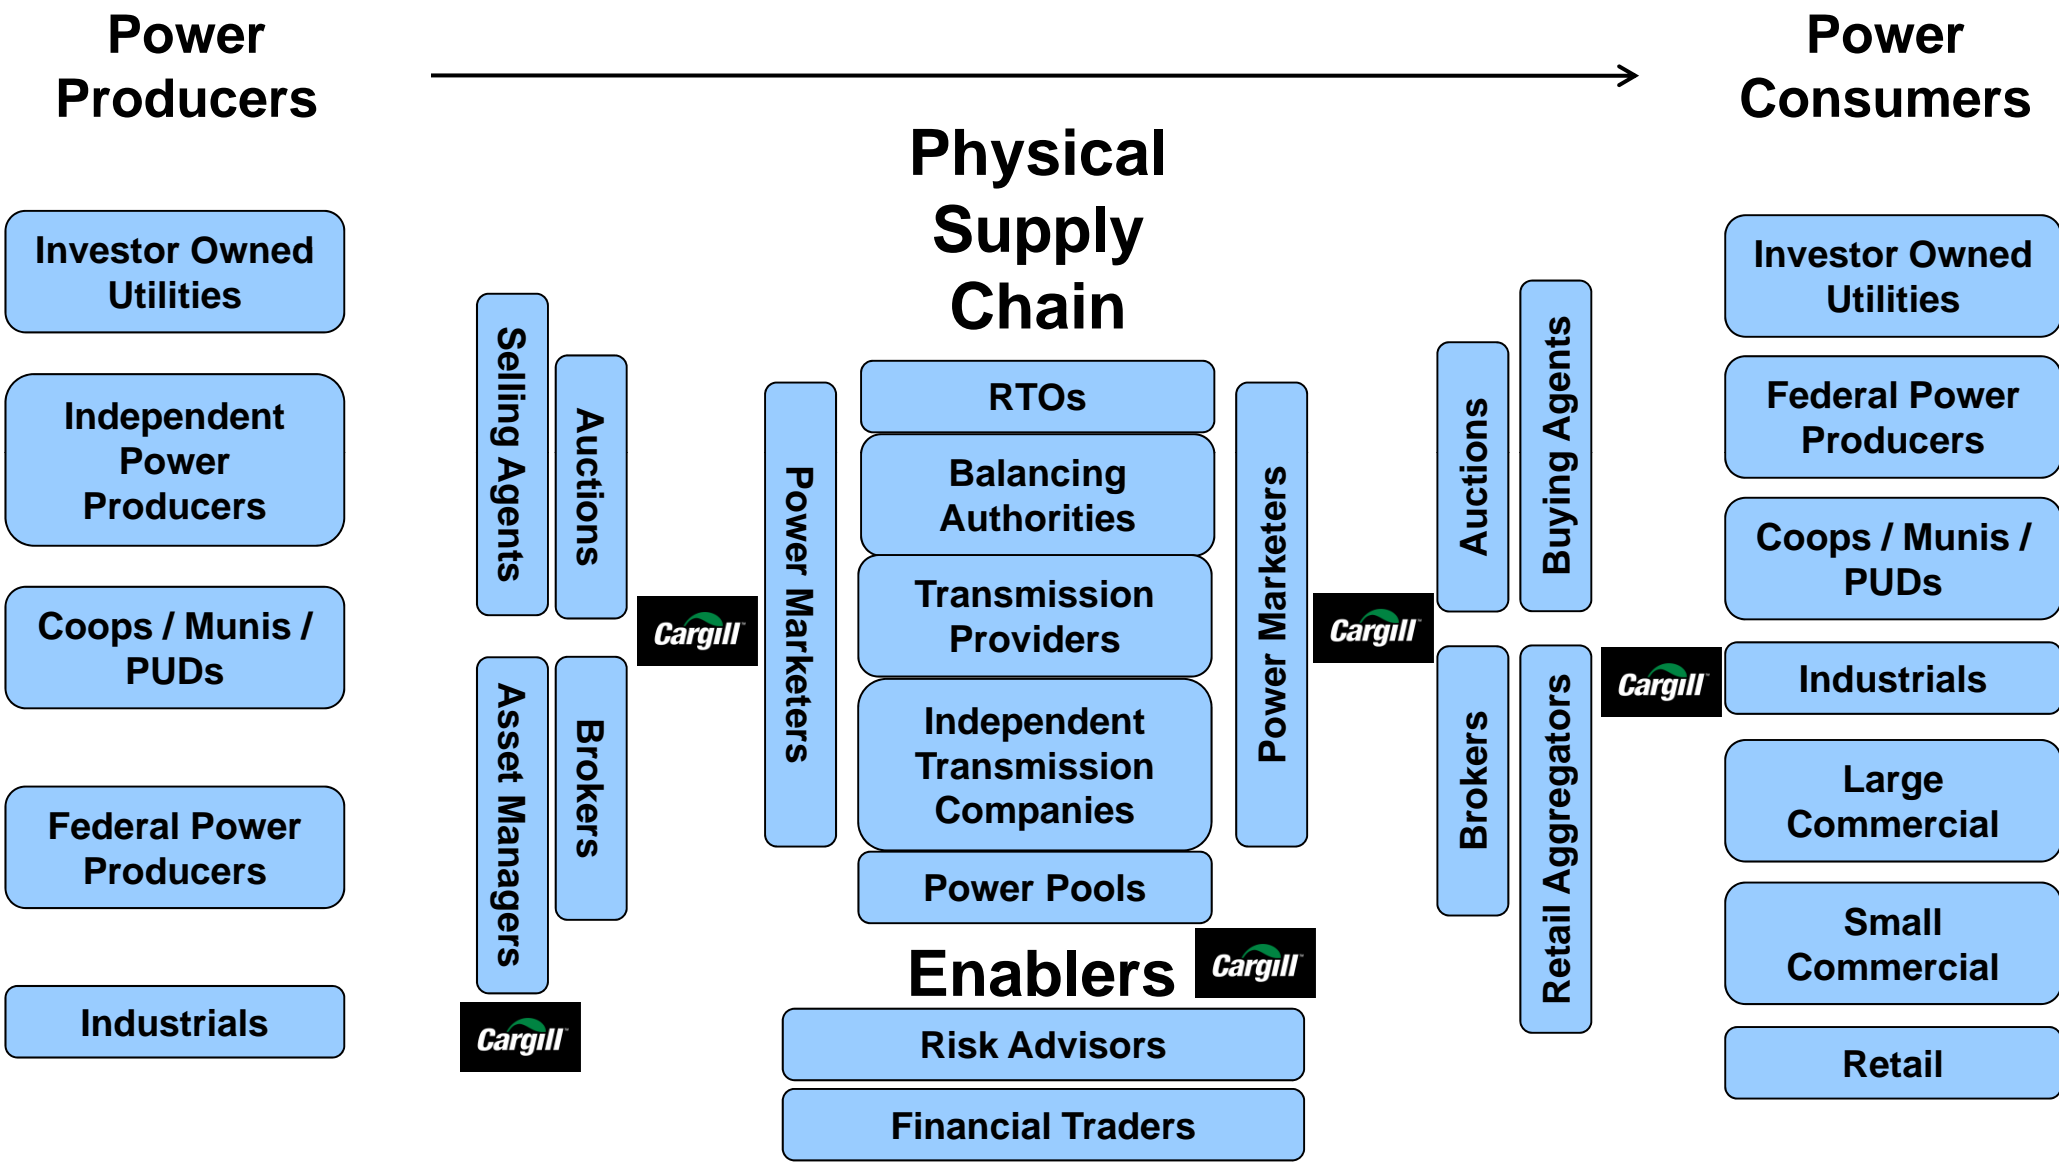 Power
Producers
Power
Consumers
Physical
Supply
Chain
Investor Owned
Utilities
Independent
Power
Producers
Coops / Munis /
PUDs
Federal Power
Producers
Industrials
Selling Agents
Auctions
Asset Managers
Brokers
Cargill
Cargill
Power Marketers
RTOs
Balancing
Authorities
Transmission
Providers
Independent
Transmission
Companies
Power Pools
Power Marketers
Enablers
Cargill
Risk Advisors
Financial Traders
Cargill
Auctions
Buying Agents
Brokers
Retail Aggregators
Cargill
Investor Owned
Utilities
Federal Power
Producers
Coops / Munis /
PUDs
Industrials
Large
Commercial
Small
Commercial
Retail